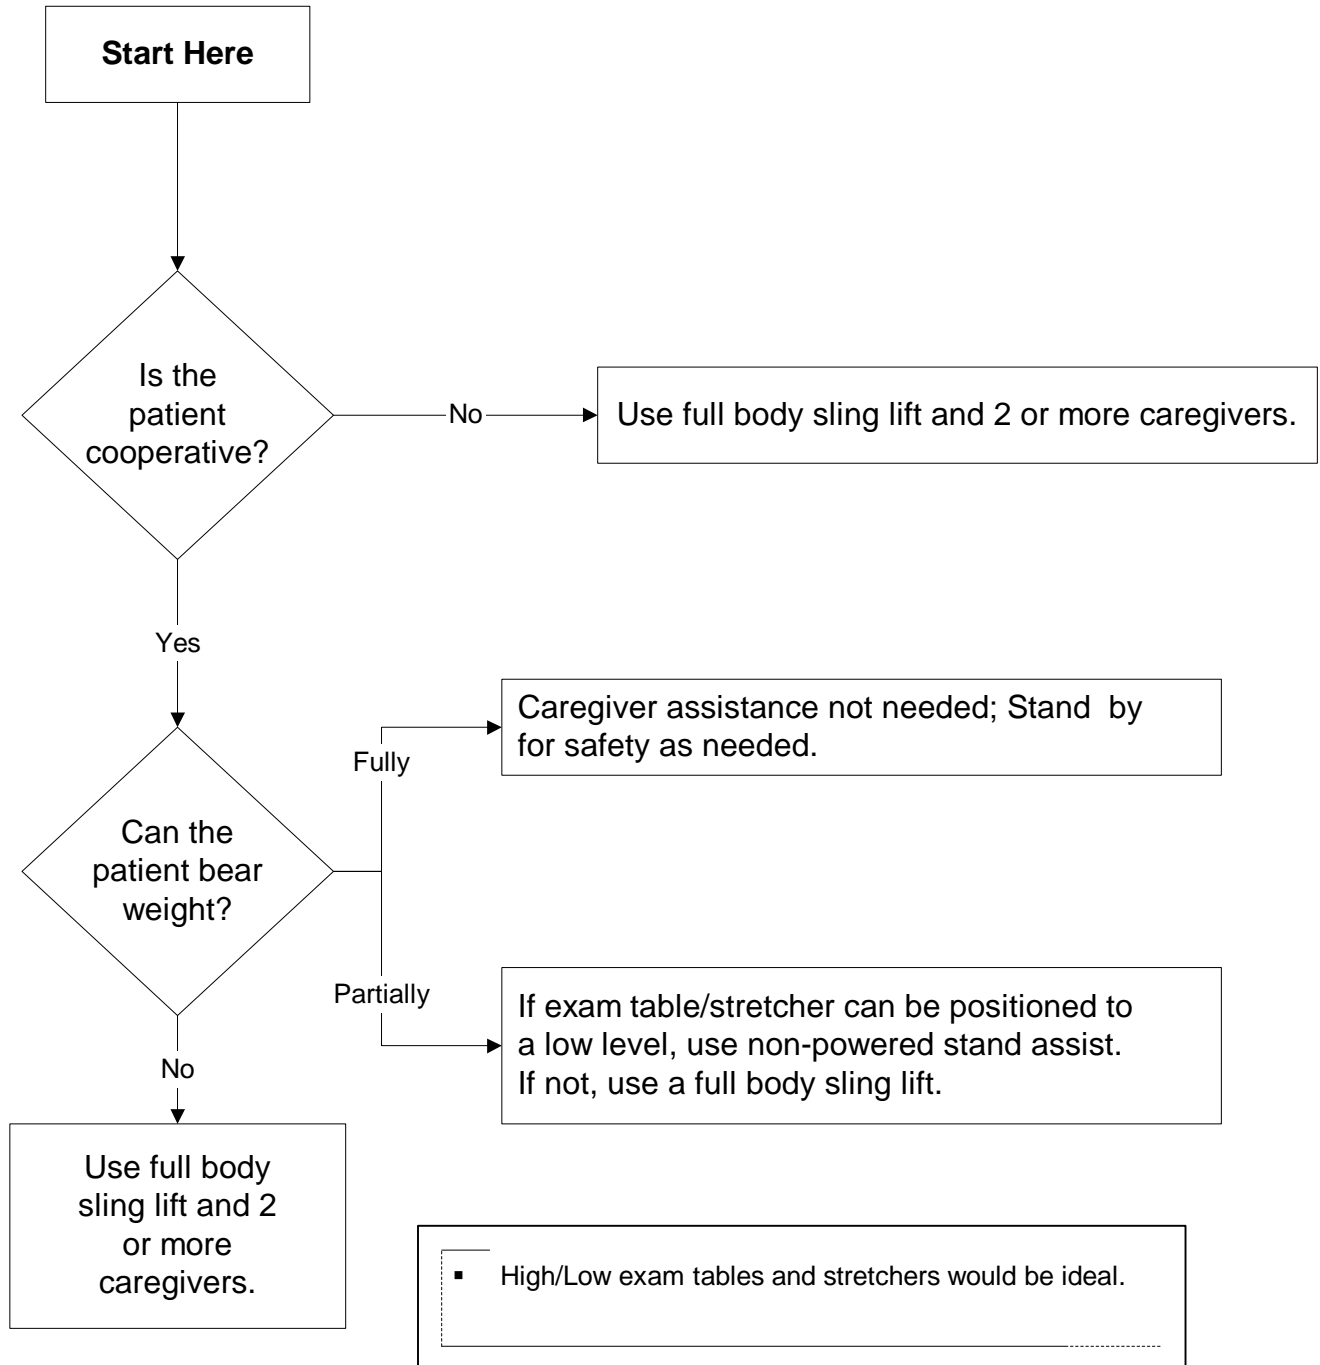 Start Here
Is the
patient
cooperative?
No
Use full body sling lift and 2 or more caregivers.
Yes
Caregiver assistance not needed; Stand  by
for safety as needed.
Fully
Can the
patient bear
weight?
Partially
If exam table/stretcher can be positioned to
a low level, use non-powered stand assist.
If not, use a full body sling lift.
No
Use full body
sling lift and 2
or more
caregivers.
▪ High/Low exam tables and stretchers would be ideal.